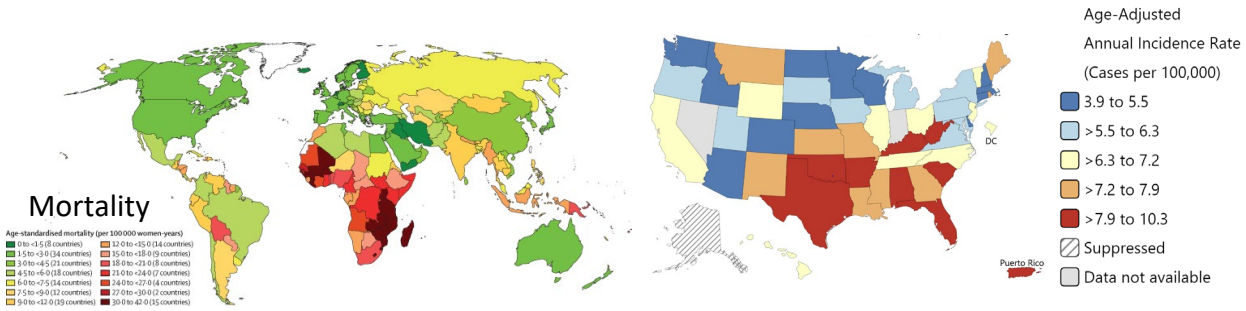 Mortality
Age-standardised mortality (per 100 000 women-years)
0 to <1·5 (8 countries)
1·5 to <3·0 (34 countries)
3·0 to <4·5 (21 countries)
4·5 to <6·0 (18 countries)
6·0 to <7·5 (14 countries)
7·5 to <9·0 (12 countries)
9·0 to <12·0 (19 countries)
12·0 to <15·0 (14 countries)
15·0 to <18·0 (9 countries)
18·0 to <21·0 (8 countries)
21·0 to <24·0 (7 countries)
24·0 to <27·0 (4 countries)
27·0 to <30·0 (2 countries)
30·0 to 42·0 (15 countries)
DC
Puerto Rico
Age-Adjusted
Annual Incidence Rate
(Cases per 100,000)
3.9 to 5.5
>5.5 to 6.3
>6.3 to 7.2
>7.2 to 7.9
>7.9 to 10.3
Suppressed
Data not available